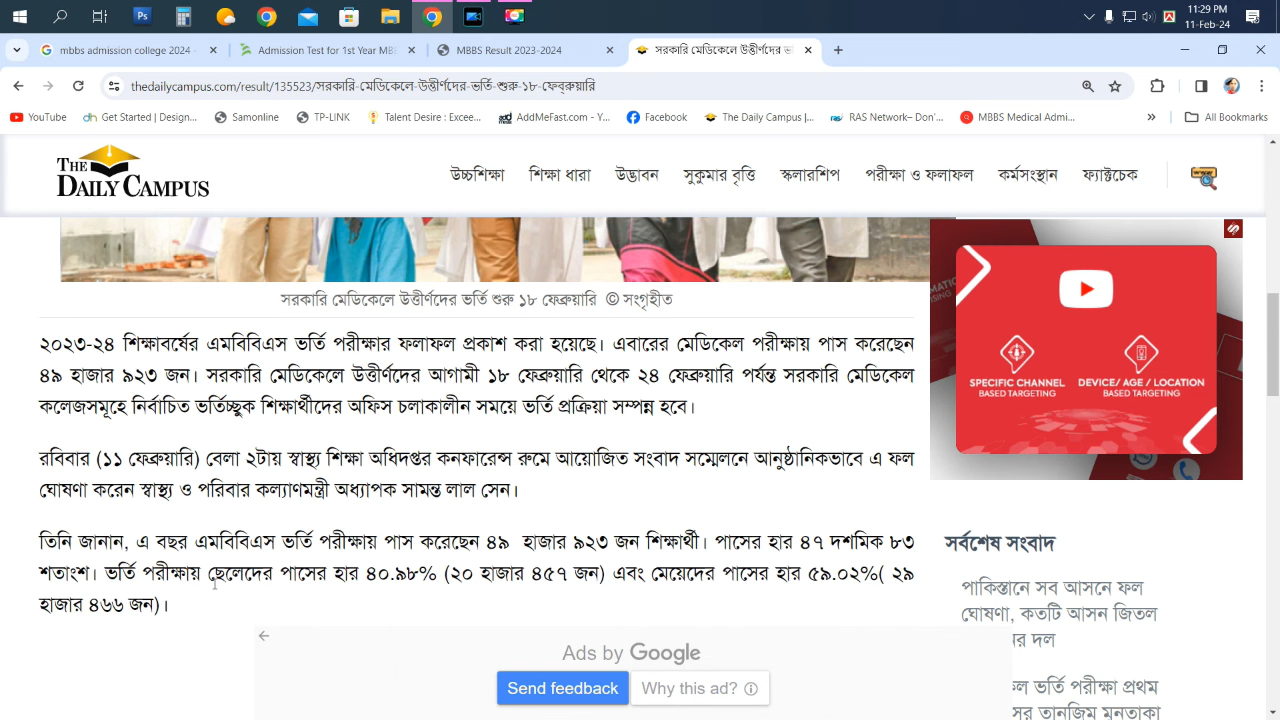 11:29 PM
11-Feb-24
mbbs admission college 2024 -
Admission Test for 1st Year MBB
MBBS Result 2023-2024
সরকারি মেডিকেলে উত্তীর্ণদের ভ
thedailycampus.com/result/135523/সরকারি-মেডিকেলে-উত্তীর্ণদের-ভর্তি-শুরু-১৮-ফেব্রুয়ারি
YouTube
Get Started | Design...
Samonline
TP-LINK
Talent Desire : Excee...
AddMeFast.com - Y...
Facebook
The Daily Campus |...
RAS Network– Don'...
MBBS Medical Admi...
All Bookmarks
THE DAILY CAMPUS
উচ্চশিক্ষা
শিক্ষা ধারা
উদ্ভাবন
সুকুমার বৃত্তি
স্কলারশিপ
পরীক্ষা ও ফলাফল
কর্মসংস্থান
ফ্যাক্টচেক
সরকারি মেডিকেলে উত্তীর্ণদের ভর্তি শুরু ১৮ ফেব্রুয়ারি © সংগৃহীত
২০২৩-২৪ শিক্ষাবর্ষের এমবিবিএস ভর্তি পরীক্ষার ফলাফল প্রকাশ করা হয়েছে। এবারের মেডিকেল পরীক্ষায় পাস করেছেন
৪৯ হাজার ৯২৩ জন। সরকারি মেডিকেলে উত্তীর্ণদের আগামী ১৮ ফেব্রুয়ারি থেকে ২৪ ফেব্রুয়ারি পর্যন্ত সরকারি মেডিকেল
কলেজসমূহে নির্বাচিত ভর্তিচ্ছুক শিক্ষার্থীদের অফিস চলাকালীন সময়ে ভর্তি প্রক্রিয়া সম্পন্ন হবে।
রবিবার (১১ ফেব্রুয়ারি) বেলা ২টায় স্বাস্থ্য শিক্ষা অধিদপ্তর কনফারেন্স রুমে আয়োজিত সংবাদ সম্মেলনে আনুষ্ঠানিকভাবে এ ফল
ঘোষণা করেন স্বাস্থ্য ও পরিবার কল্যাণমন্ত্রী অধ্যাপক সামন্ত লাল সেন।
তিনি জানান, এ বছর এমবিবিএস ভর্তি পরীক্ষায় পাস করেছেন ৪৯ হাজার ৯২৩ জন শিক্ষার্থী। পাসের হার ৪৭ দশমিক ৮৩
শতাংশ। ভর্তি পরীক্ষায় ছেলেদের পাসের হার ৪০.৯৮% (২০ হাজার ৪৫৭ জন) এবং মেয়েদের পাসের হার ৫৯.০২%( ২৯
হাজার ৪৬৬ জন)।
SPECIFIC CHANNEL
BASED TARGETING
DEVICE/ AGE / LOCATION
BASED TARGETING
সর্বশেষ সংবাদ
পাকিস্তানে সব আসনে ফল
ঘোষণা, কতটি আসন জিতল
দল
ভর্তি পরীক্ষা প্রথম
তানজিম মুনতাকা
Ads by Google
Send feedback
Why this ad?